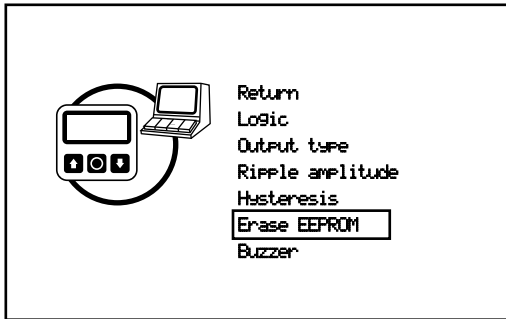 Return
Logic
Output type
Ripple amplitude
Hysteresis
Erase EEPROM
Buzzer